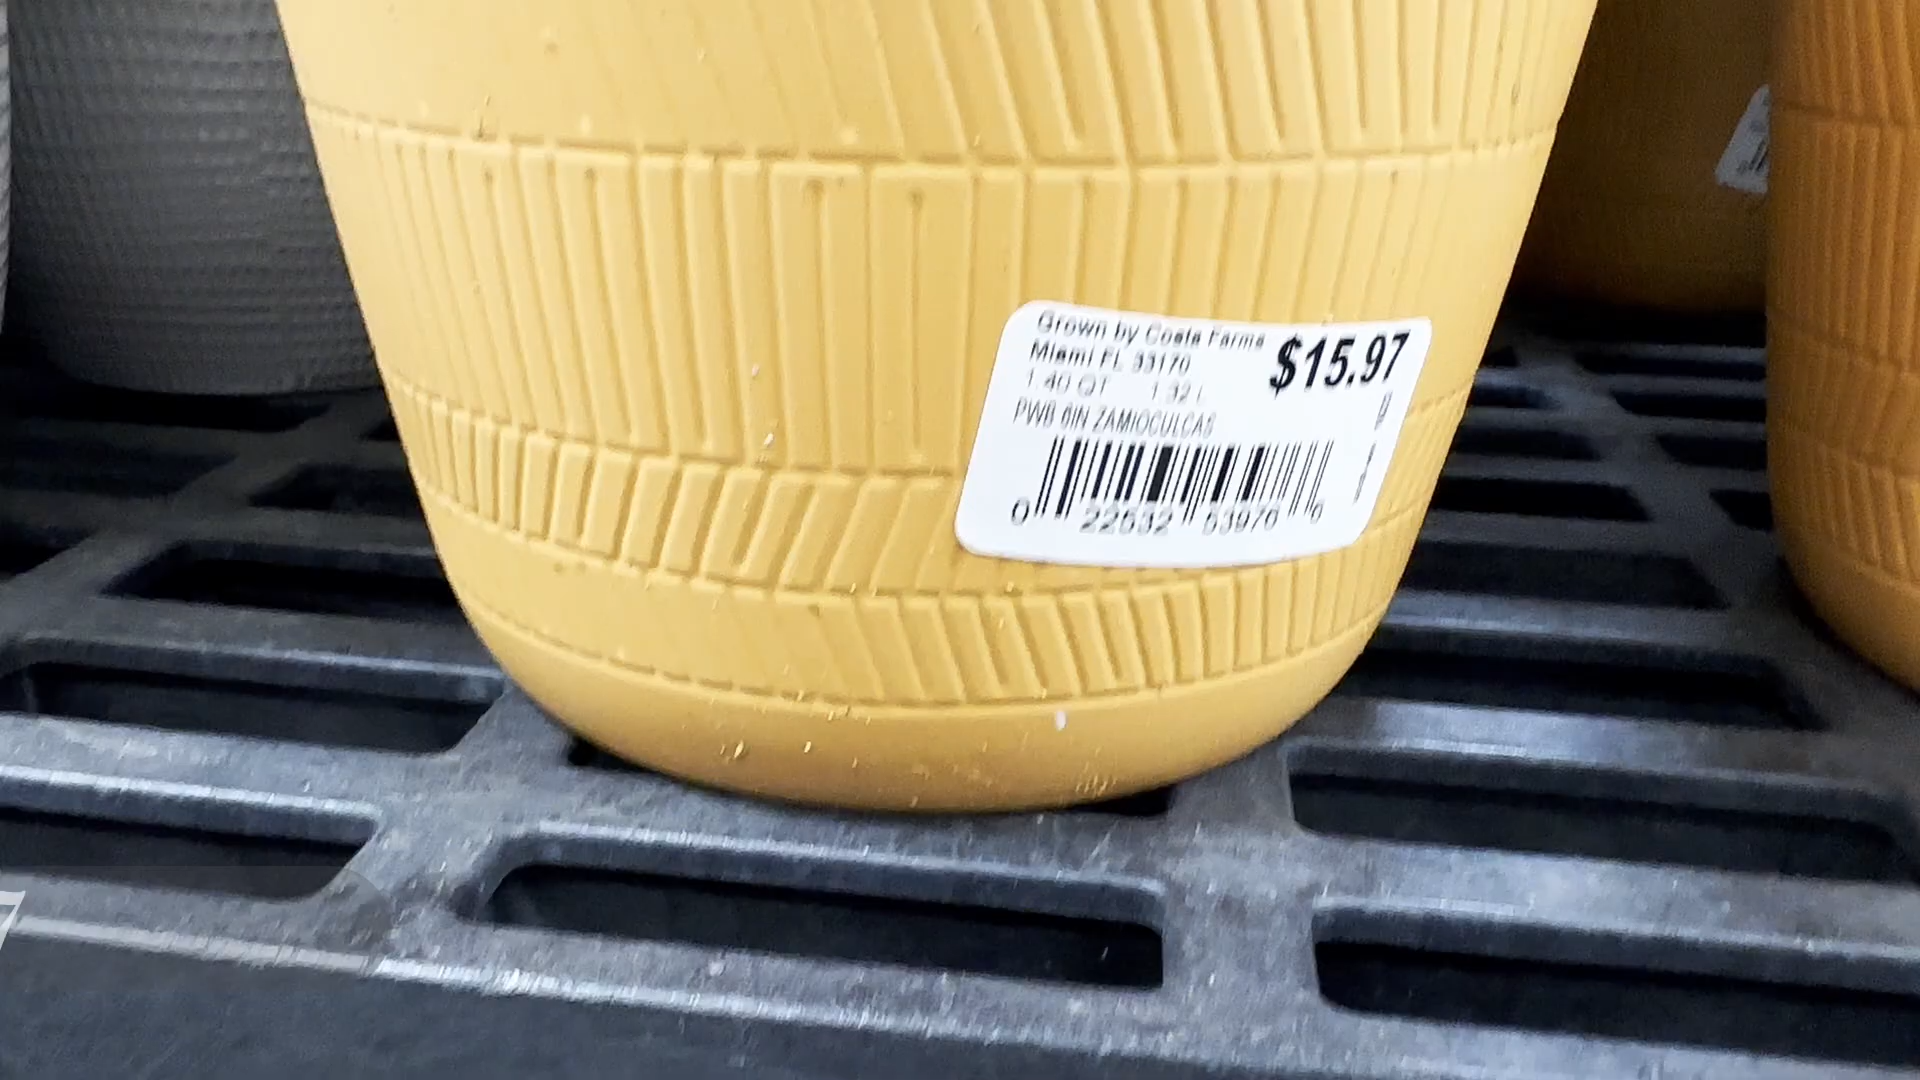 Grown by Costa Farms
$15.97
Miami FL 33170
1.40 QT 1.32 L
PWB 6IN ZAMIOCULCAS
0 22532 53976 6